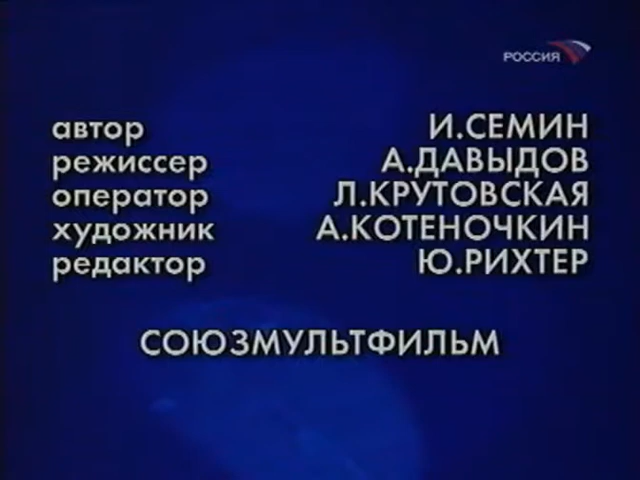 РОССИЯ
автор И.СЕМИН
режиссер А.ДАВЫДОВ
оператор Л.КРУТОВСКАЯ
художник А.КОТЕНОЧКИН
редактор Ю.РИХТЕР
СОЮЗМУЛЬТФИЛЬМ